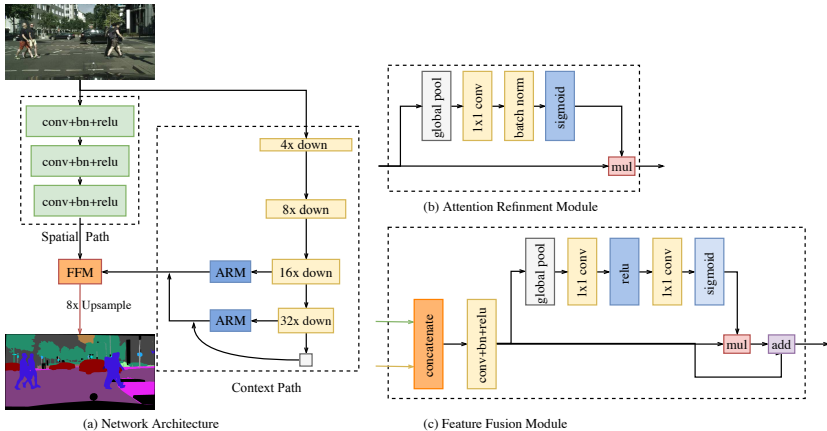 conv+bn+relu
conv+bn+relu
conv+bn+relu
Spatial Path
FFM
8x Upsample
4x down
8x down
ARM
16x down
ARM
32x down
Context Path
(a) Network Architecture
global pool
1x1 conv
batch norm
sigmoid
mul
(b) Attention Refinment Module
global pool
1x1 conv
relu
1x1 conv
sigmoid
concatenate
conv+bn+relu
mul
add
(c) Feature Fusion Module